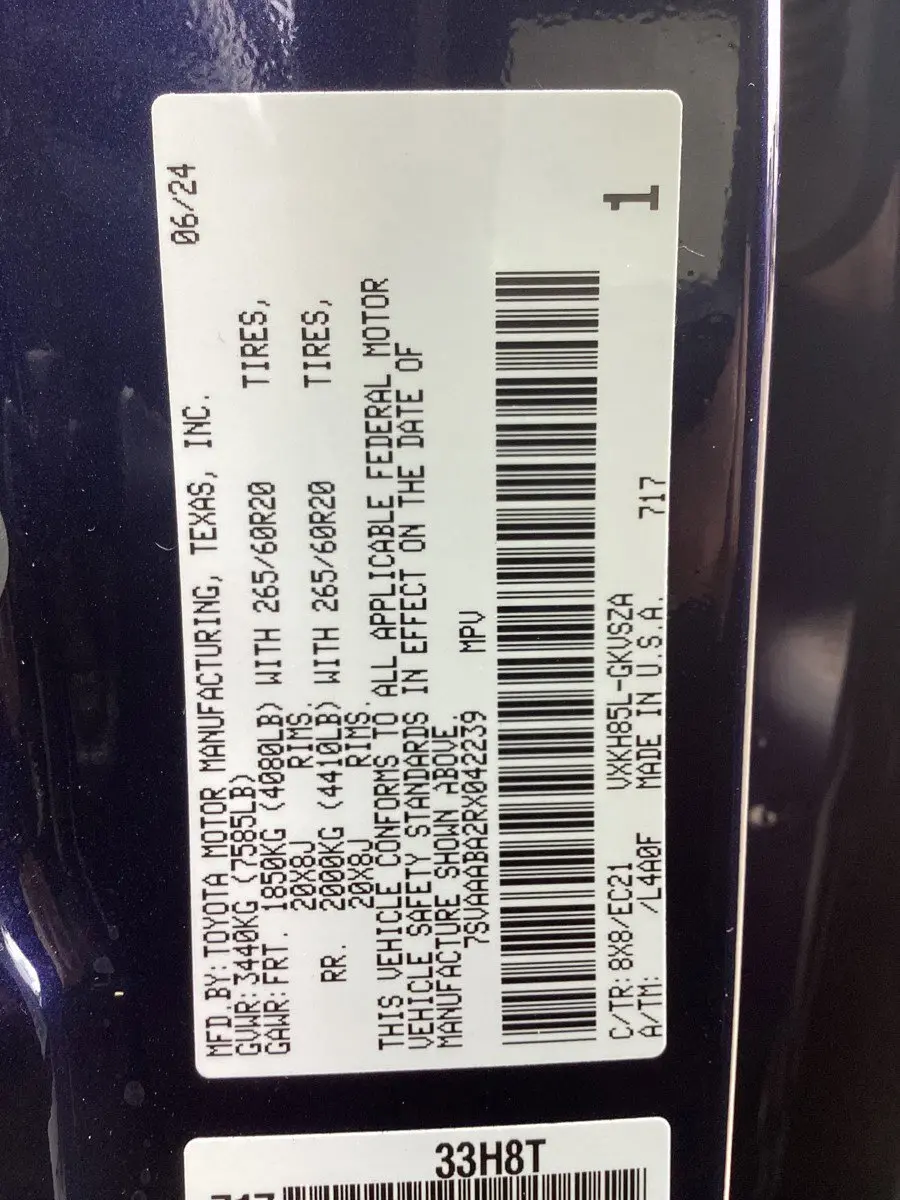 06/24
MFD.BY:TOYOTA MOTOR MANUFACTURING, TEXAS, INC.
GVWR:3440KG (7585LB)
GAWR:FRT. 1850KG (4080LB) WITH 265/60R20 TIRES,
20X8J RIMS
RR. 2000KG (4410LB) WITH 265/60R20 TIRES,
20X8J RIMS.
THIS VEHICLE CONFORMS TO ALL APPLICABLE FEDERAL MOTOR
VEHICLE SAFETY STANDARDS IN EFFECT ON THE DATE OF
MANUFACTURE SHOWN ABOVE.
7SVAAABA2RX042239 MPV
C/TR:8X8/EC21 VXKH85L-GKVSZA
A/TM: /L4A0F MADE IN U.S.A. 717
1
33H8T
717